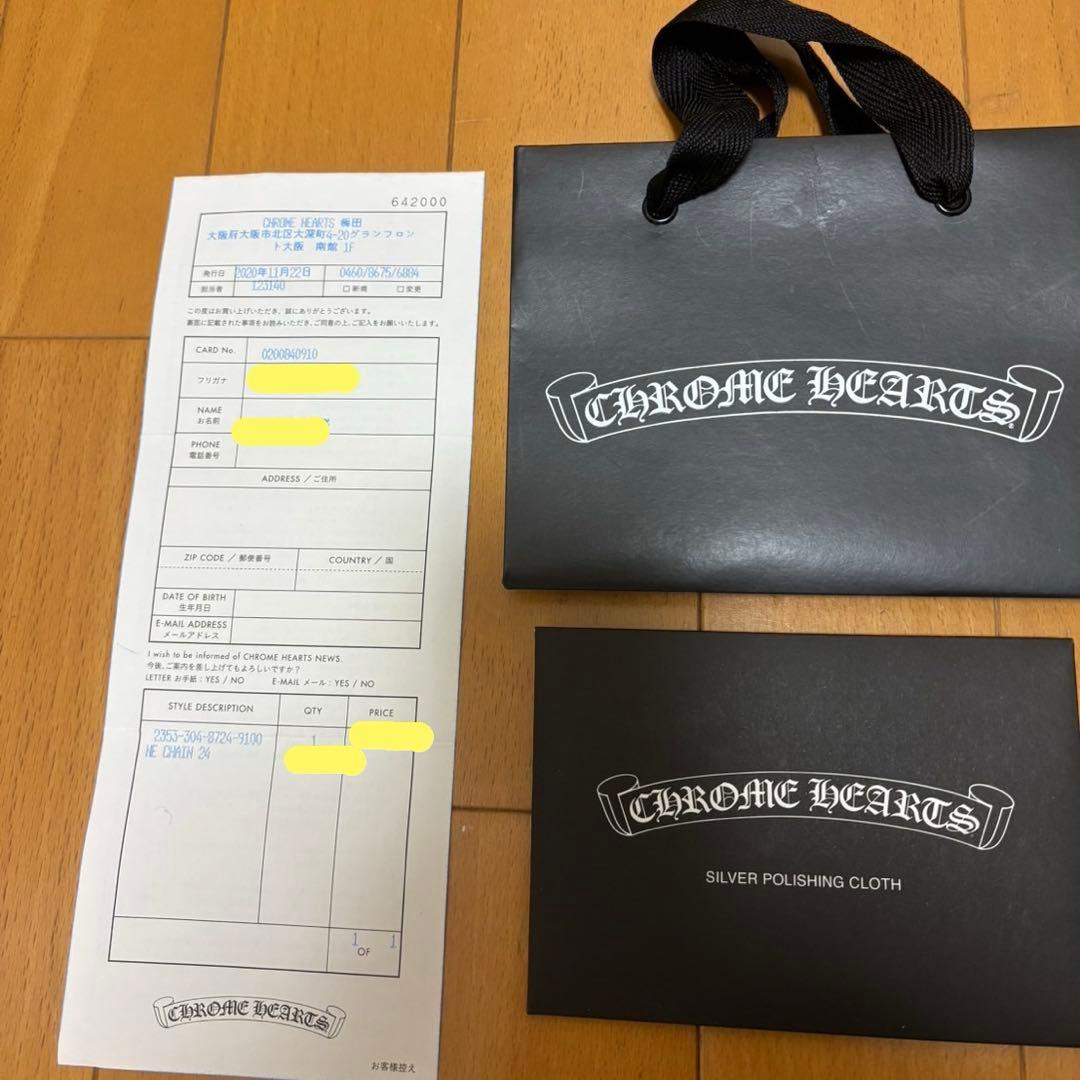 642000
CHROME HEARTS 梅田
大阪府大阪市北区大深町4-20グランフロン
ト大阪 南館 1F
発行日 2020年11月22日 0460/8675/6884
担当者 123140 □新規 □変更
この度はお買い上げいただき、誠にありがとうございます。
裏面に記載された事項をお読みいただき、ご同意の上、ご記入をお願いいたします。
CARD No. 0200840910
フリガナ
NAME
お名前
PHONE
電話番号
ADDRESS / ご住所
ZIP CODE / 郵便番号 COUNTRY / 国
DATE OF BIRTH
生年月日
E-MAIL ADDRESS
メールアドレス
I wish to be informed of CHROME HEARTS NEWS.
今後、ご案内を差し上げてもよろしいですか?
LETTER お手紙 : YES / NO E-MAIL メール : YES / NO
STYLE DESCRIPTION QTY PRICE
2353-304-8724-9100 1
NE CHAIN 24
1 OF 1
CHROME HEARTS
お客様控え
CHROME HEARTS®
CHROME HEARTS
SILVER POLISHING CLOTH